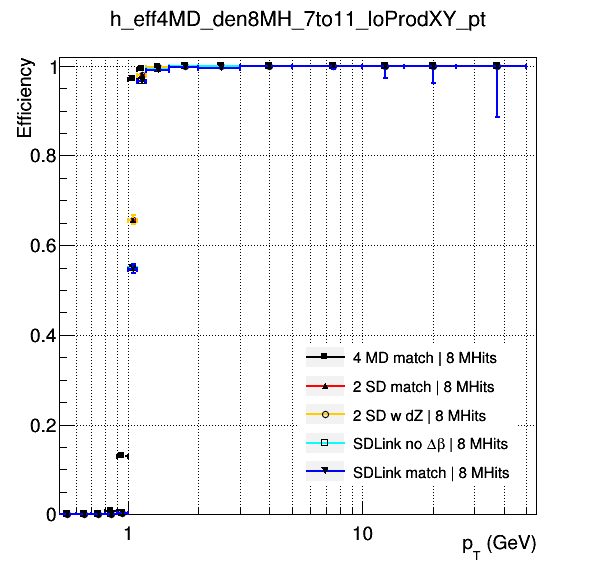 h_eff4MD_den8MH_7to11_loProdXY_pt
Efficiency
1
0.8
0.6
0.4
0.2
0
4 MD match | 8 MHits
2 SD match | 8 MHits
2 SD w dZ | 8 MHits
SDLink no Δβ | 8 MHits
SDLink match | 8 MHits
1
10
p_T (GeV)